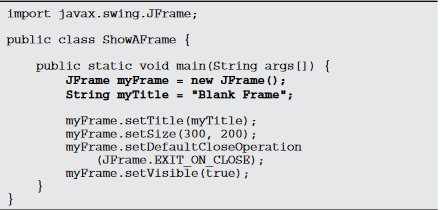 import javax.swing.JFrame;
public class ShowAFrame {
public static void main(String args[]) {
JFrame myFrame = new JFrame();
String myTitle = "Blank Frame";
myFrame.setTitle(myTitle);
myFrame.setSize(300, 200);
myFrame.setDefaultCloseOperation
(JFrame.EXIT_ON_CLOSE);
myFrame.setVisible(true);
}
}